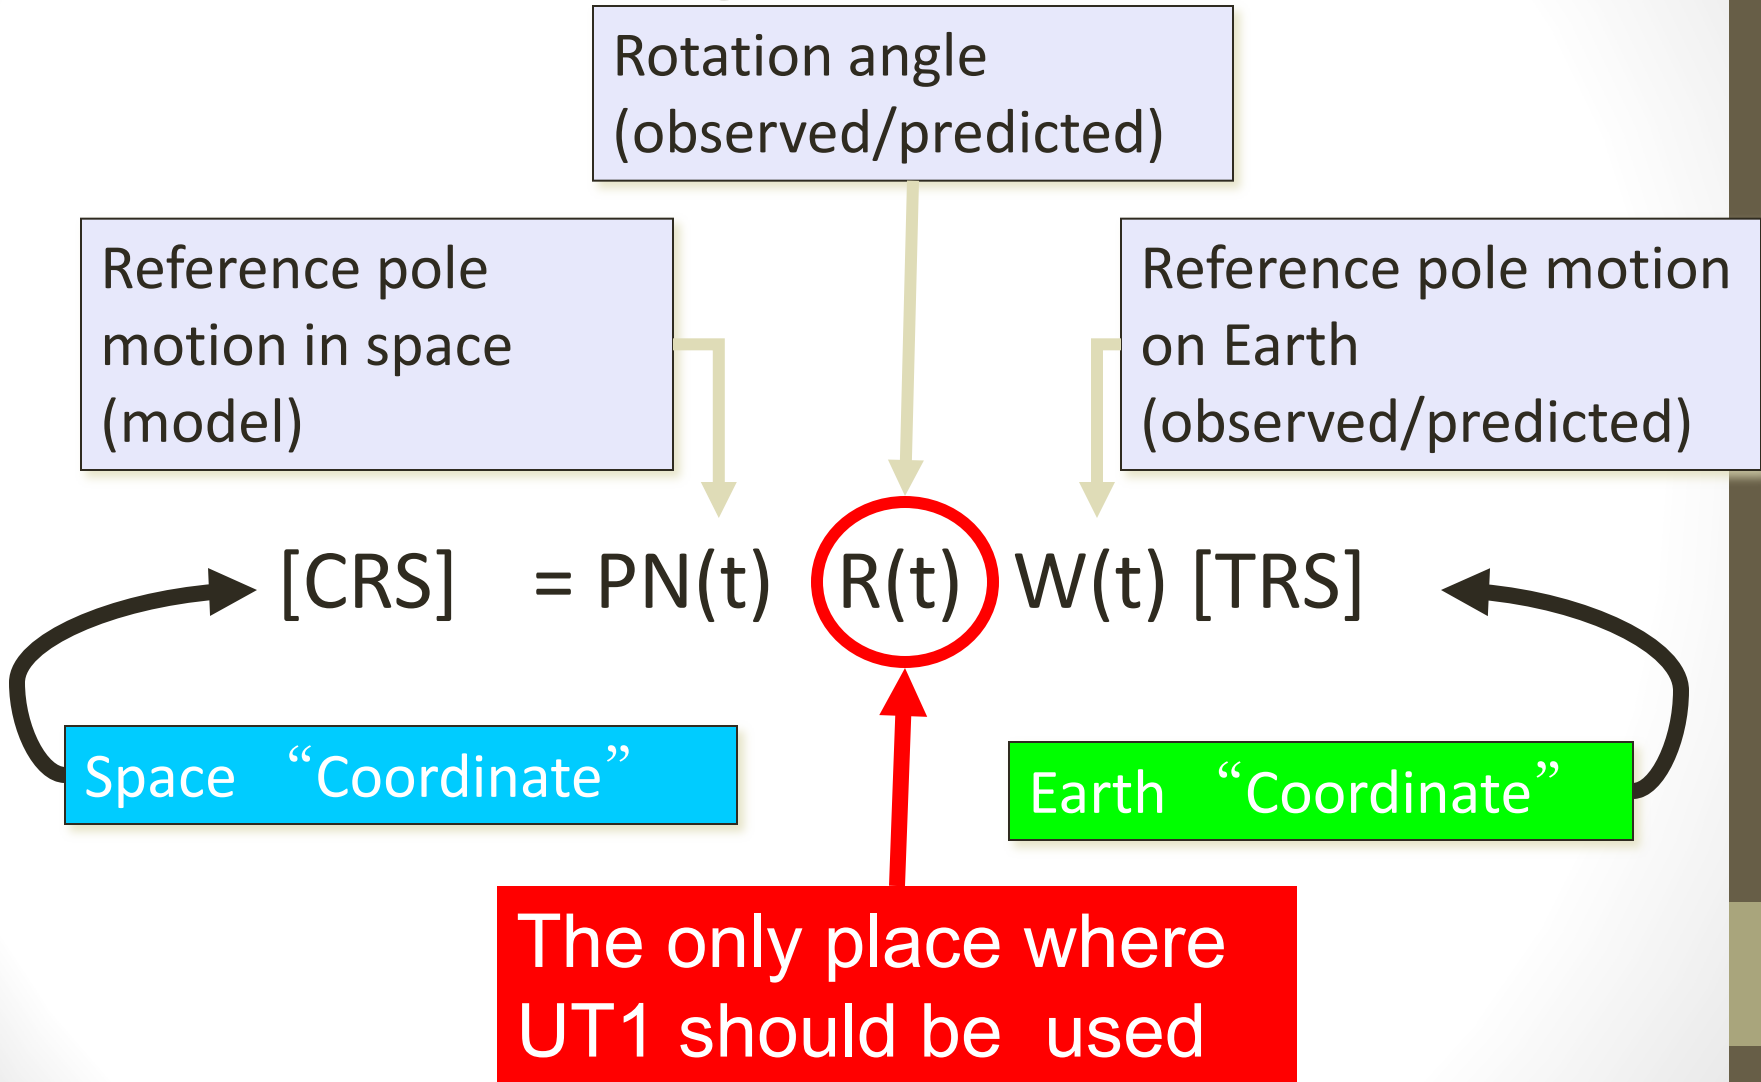 Rotation angle
(observed/predicted)
Reference pole
motion in space
(model)
Reference pole motion
on Earth
(observed/predicted)
[CRS] = PN(t) R(t) W(t) [TRS]
Space “Coordinate”
Earth “Coordinate”
The only place where
UT1 should be used